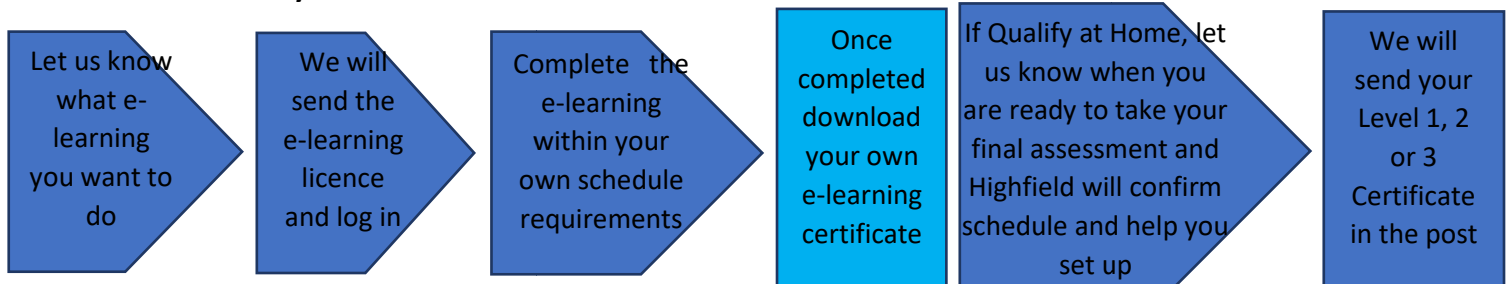 Let us know
what e-
learning
you want to
do
We will
send the
e-learning
licence
and log in
Complete the
e-learning
within your
own schedule
requirements
Once
completed
download
your own
e-learning
certificate
If Qualify at Home, let
us know when you
are ready to take your
final assessment and
Highfield will confirm
schedule and help you
set up
We will
send your
Level 1, 2
or 3
Certificate
in the post